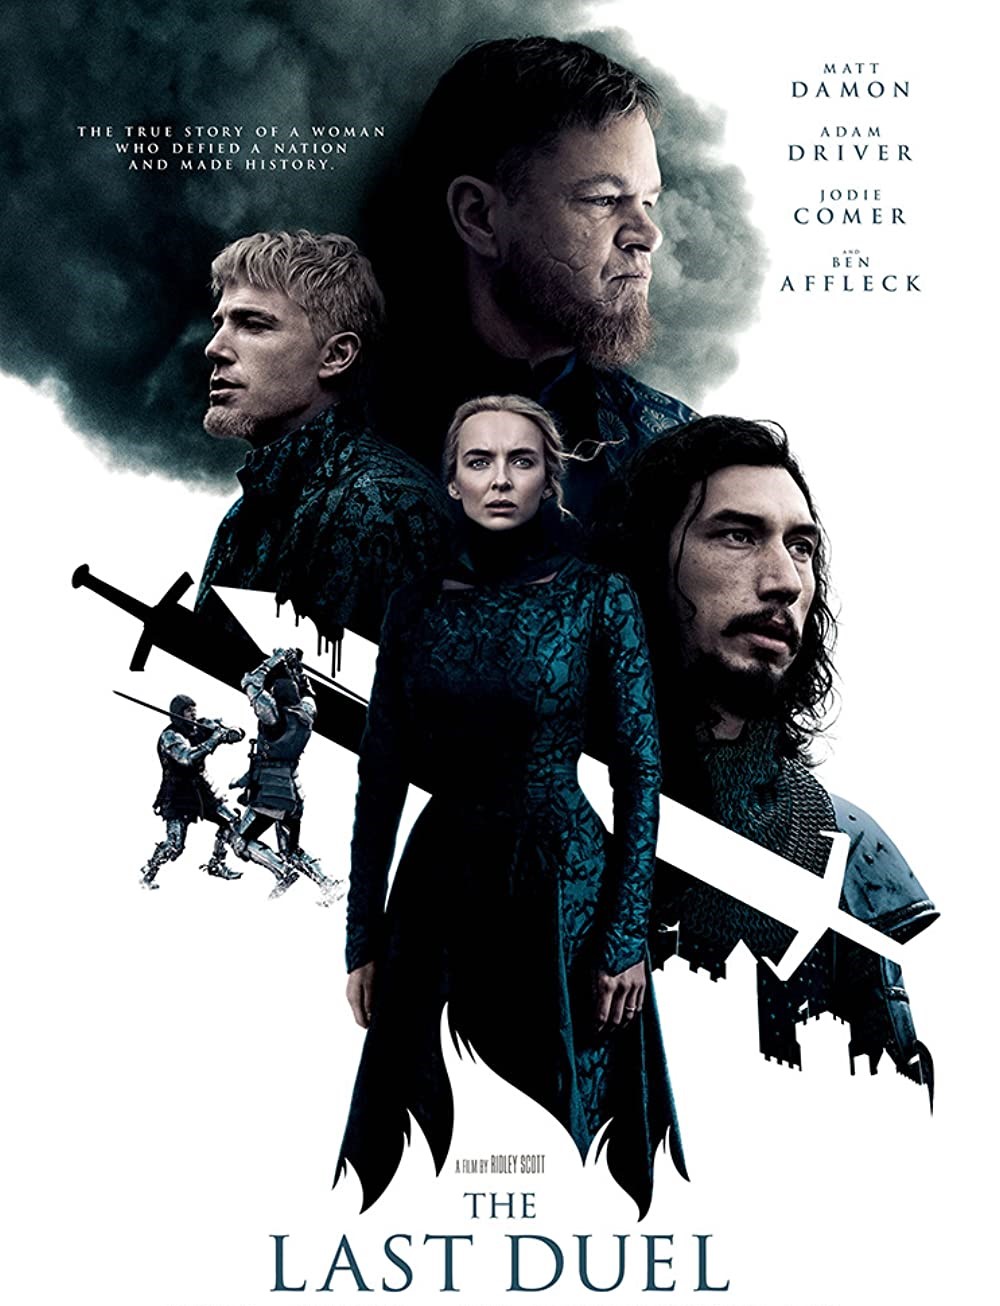 THE TRUE STORY OF A WOMAN
WHO DEFIED A NATION
AND MADE HISTORY.
MATT
DAMON
ADAM
DRIVER
JODIE
COMER
AND
BEN
AFFLECK
A FILM BY RIDLEY SCOTT
THE
LAST DUEL